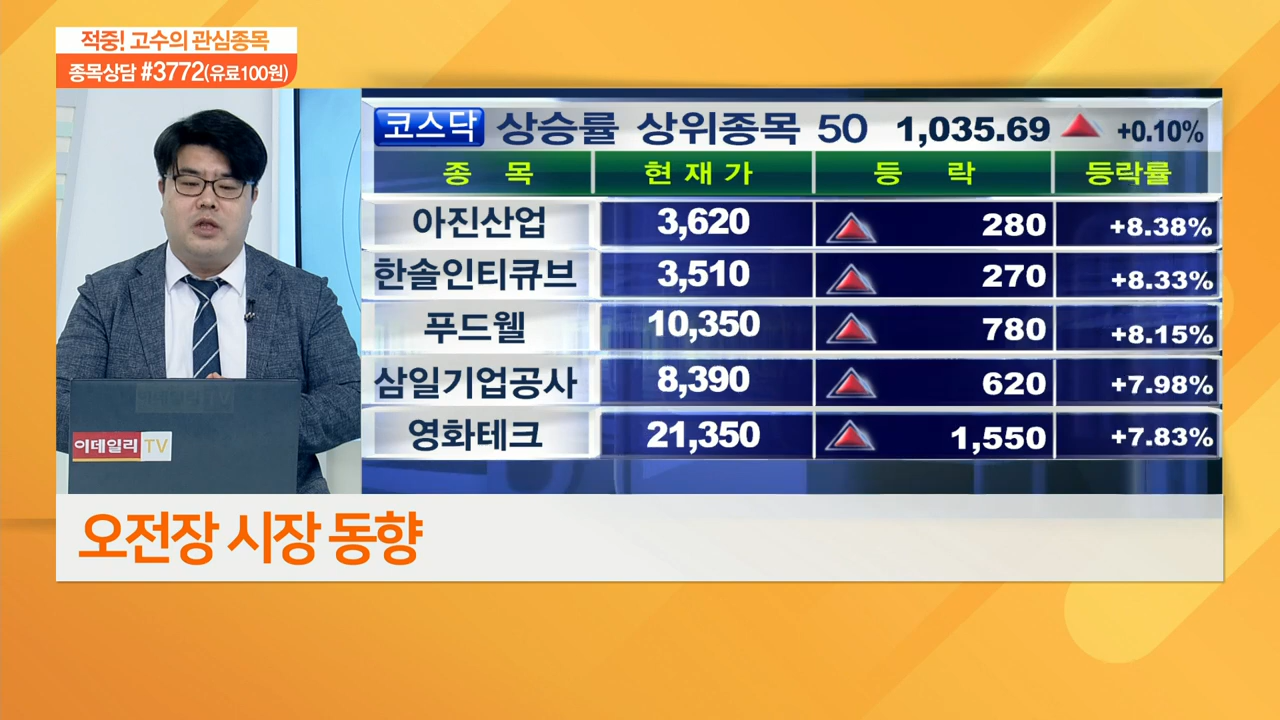 적중! 고수의 관심종목
종목상담 #3772(유료100원)
코스닥 상승률 상위종목 50 1,035.69 +0.10%
종 목 현 재 가 등 락 등락률
아진산업 3,620 280 +8.38%
한솔인티큐브 3,510 270 +8.33%
푸드웰 10,350 780 +8.15%
삼일기업공사 8,390 620 +7.98%
영화테크 21,350 1,550 +7.83%
이데일리 TV
이데일리TV
오전장 시장 동향